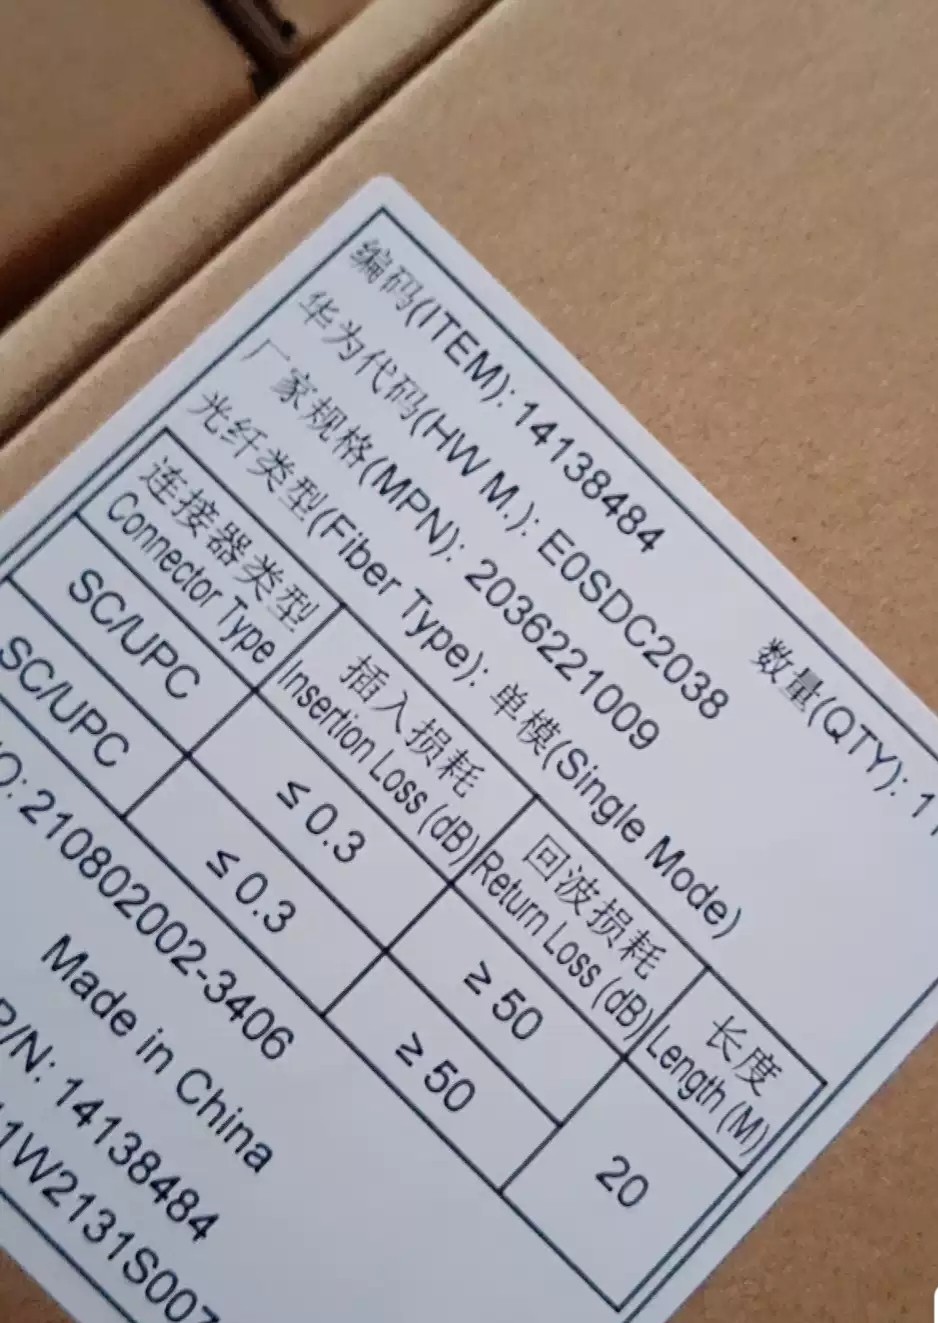 编码(ITEM): 14138484
华为代码(HW M.): E0SDC2038
数量(QTY): 11
厂家规格(MPN): 2036221009
光纤类型(Fiber Type): 单模(Single Mode)
连接器类型 插入损耗 回波损耗 长度
Connector Type Insertion Loss (dB) Return Loss (dB) Length (M)
SC/UPC ≤ 0.3 ≥ 50 20
SC/UPC ≤ 0.3 ≥ 50
O: 210802002-3406
Made in China
P/N: 14138484
1W2131S007